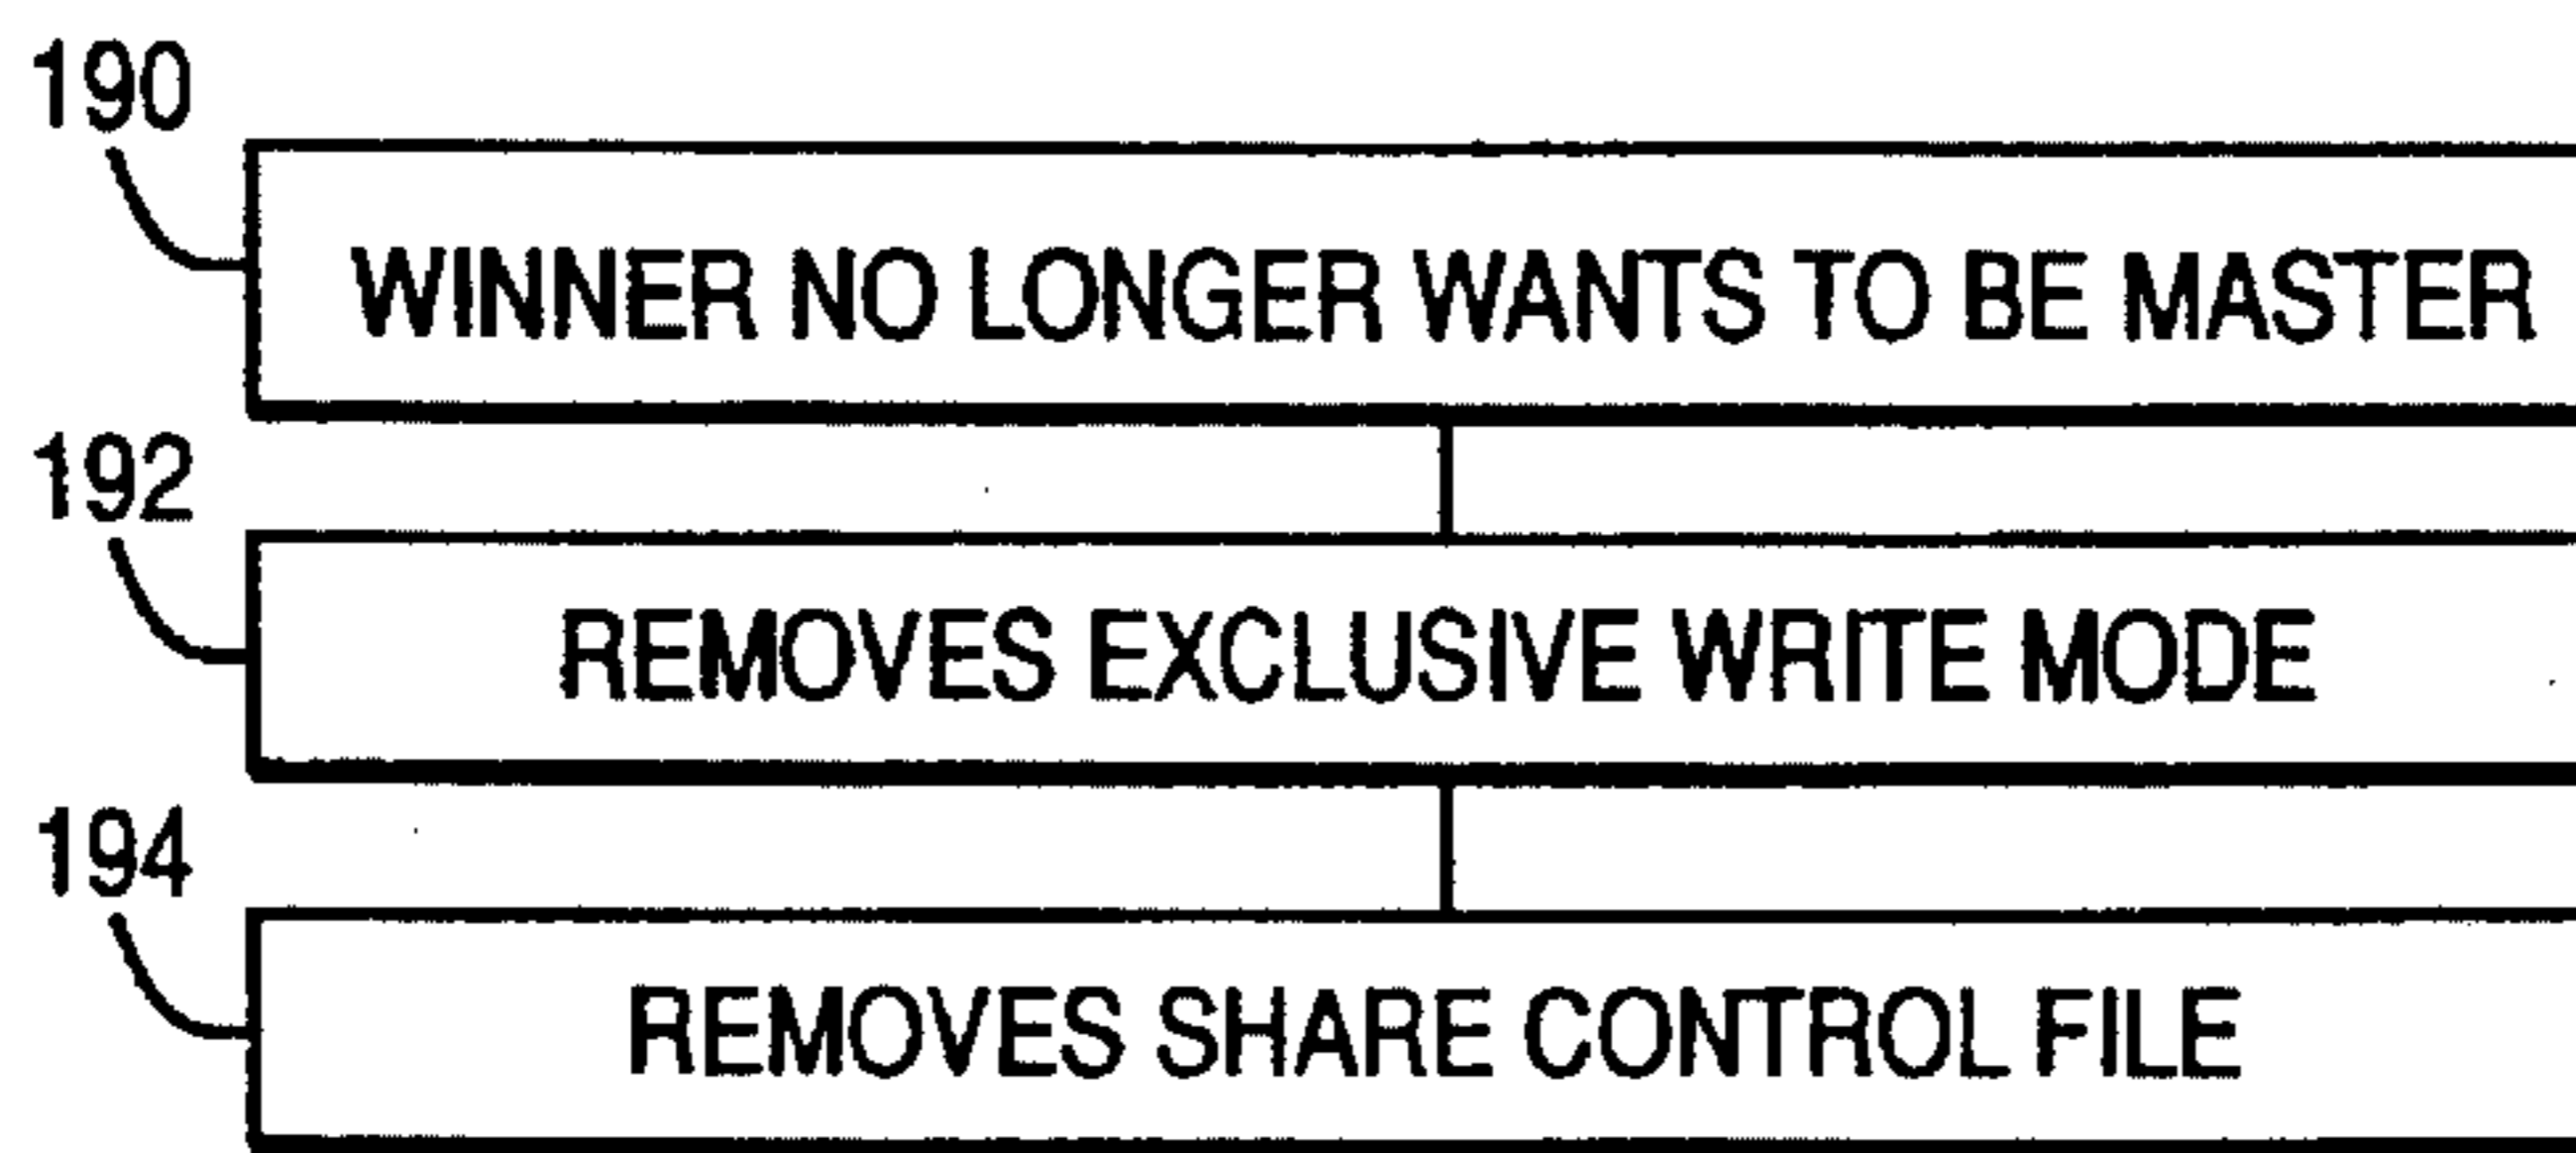 190
WINNER NO LONGER WANTS TO BE MASTER
192
REMOVES EXCLUSIVE WRITE MODE
194
REMOVES SHARE CONTROL FILE